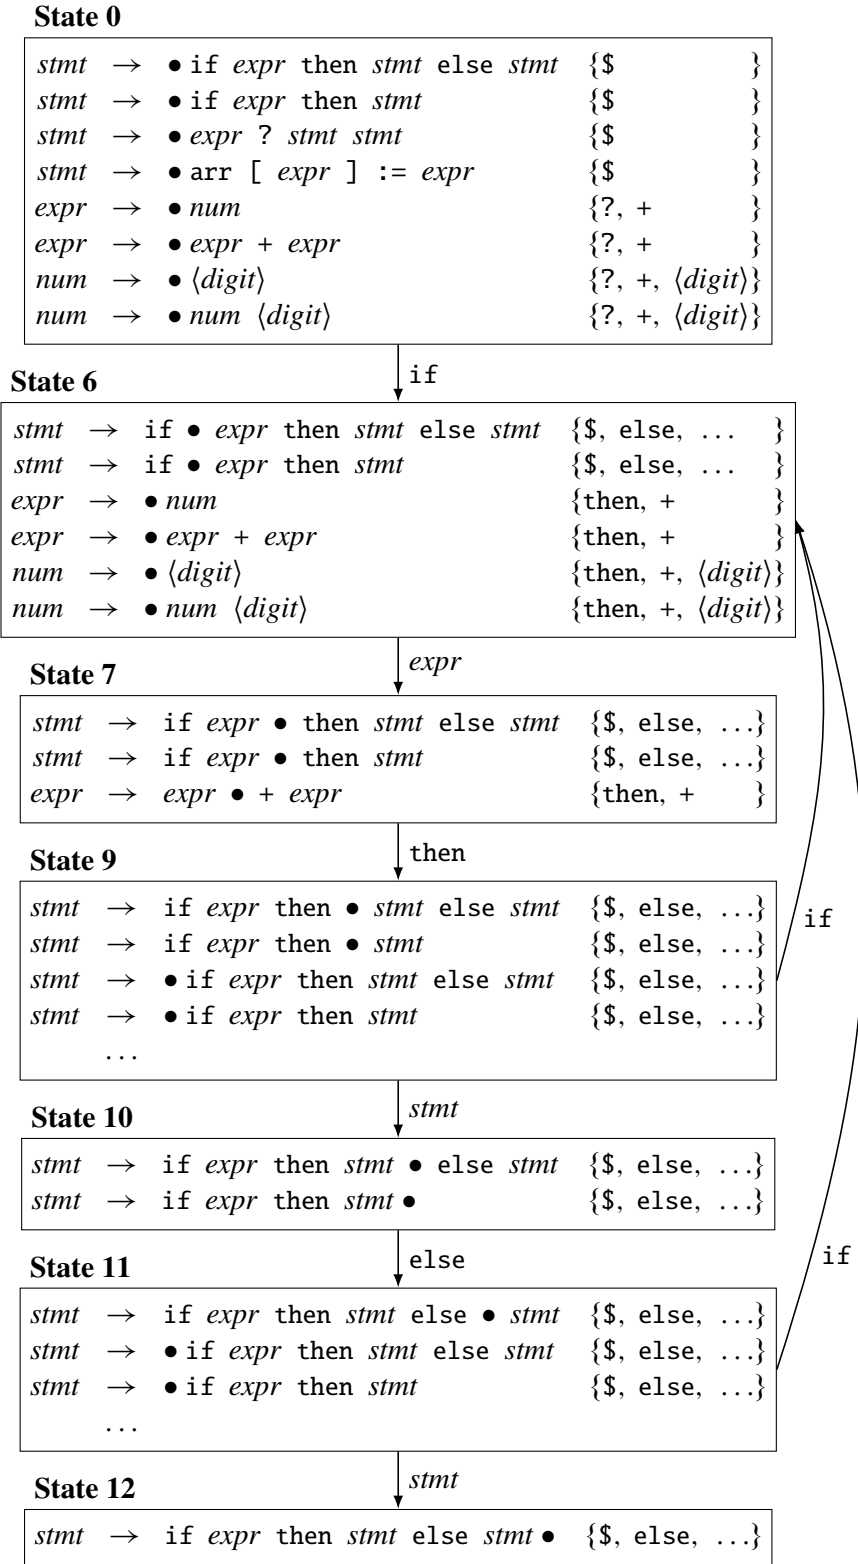 State 0
stmt → • if expr then stmt else stmt {$ }
stmt → • if expr then stmt {$ }
stmt → • expr ? stmt stmt {$ }
stmt → • arr [ expr ] := expr {$ }
expr → • num {?, + }
expr → • expr + expr {?, + }
num → • ⟨digit⟩ {?, +, ⟨digit⟩}
num → • num ⟨digit⟩ {?, +, ⟨digit⟩}
if
State 6
stmt → if • expr then stmt else stmt {$, else, ... }
stmt → if • expr then stmt {$, else, ... }
expr → • num {then, + }
expr → • expr + expr {then, + }
num → • ⟨digit⟩ {then, +, ⟨digit⟩}
num → • num ⟨digit⟩ {then, +, ⟨digit⟩}
expr
State 7
stmt → if expr • then stmt else stmt {$, else, ...}
stmt → if expr • then stmt {$, else, ...}
expr → expr • + expr {then, + }
then
State 9
stmt → if expr then • stmt else stmt {$, else, ...}
stmt → if expr then • stmt {$, else, ...}
stmt → • if expr then stmt else stmt {$, else, ...}
stmt → • if expr then stmt {$, else, ...}
...
if
stmt
State 10
stmt → if expr then stmt • else stmt {$, else, ...}
stmt → if expr then stmt • {$, else, ...}
else
if
State 11
stmt → if expr then stmt else • stmt {$, else, ...}
stmt → • if expr then stmt else stmt {$, else, ...}
stmt → • if expr then stmt {$, else, ...}
...
stmt
State 12
stmt → if expr then stmt else stmt • {$, else, ...}